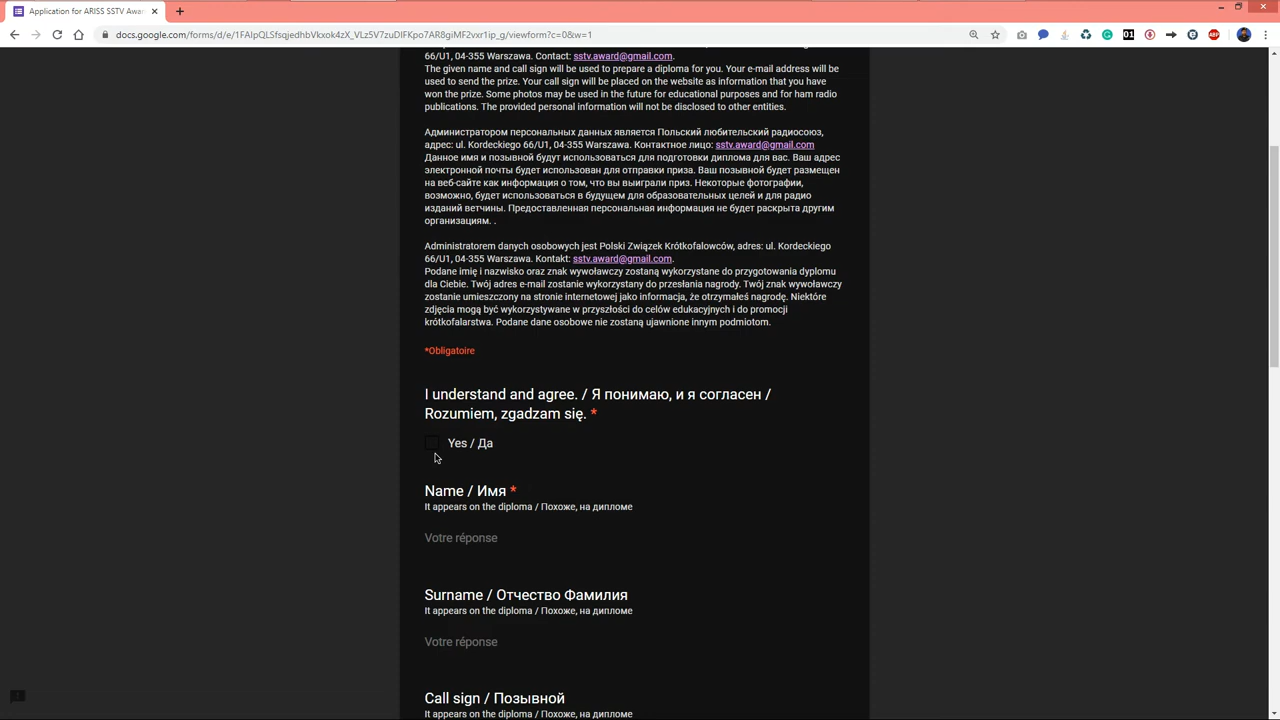 Application for ARISS SSTV Awar
docs.google.com/forms/d/e/1FAIpQLSfsqjedhbVkxok4zX_VLz5V7zuDIFKpo7AR8giMF2vxr1ip_g/viewform?c=0&w=1
66/U1, 04-355 Warszawa. Contact: sstv.award@gmail.com.
The given name and call sign will be used to prepare a diploma for you. Your e-mail address will be
used to send the prize. Your call sign will be placed on the website as information that you have
won the prize. Some photos may be used in the future for educational purposes and for ham radio
publications. The provided personal information will not be disclosed to other entities.
Администратором персональных данных является Польский любительский радиосоюз,
адрес: ul. Kordeckiego 66/U1, 04-355 Warszawa. Контактное лицо: sstv.award@gmail.com
Данное имя и позывной будут использоваться для подготовки диплома для вас. Ваш адрес
электронной почты будет использован для отправки приза. Ваш позывной будет размещен
на веб-сайте как информация о том, что вы выиграли приз. Некоторые фотографии,
возможно, будет использоваться в будущем для образовательных целей и для радио
изданий ветчины. Предоставленная персональная информация не будет раскрыта другим
организациям. .
Administratorem danych osobowych jest Polski Związek Krótkofalowców, adres: ul. Kordeckiego
66/U1, 04-355 Warszawa. Kontakt: sstv.award@gmail.com.
Podane imię i nazwisko oraz znak wywoławczy zostaną wykorzystane do przygotowania dyplomu
dla Ciebie. Twój adres e-mail zostanie wykorzystany do przesłania nagrody. Twój znak wywoławczy
zostanie umieszczony na stronie internetowej jako informacja, że otrzymałeś nagrodę. Niektóre
zdjęcia mogą być wykorzystywane w przyszłości do celów edukacyjnych i do promocji
krótkofalarstwa. Podane dane osobowe nie zostaną ujawnione innym podmiotom.
*Obligatoire
I understand and agree. / Я понимаю, и я согласен /
Rozumiem, zgadzam się. *
Yes / Да
Name / Имя *
It appears on the diploma / Похоже, на дипломе
Votre réponse
Surname / Отчество Фамилия
It appears on the diploma / Похоже, на дипломе
Votre réponse
Call sign / Позывной
It appears on the diploma / Похоже, на дипломе